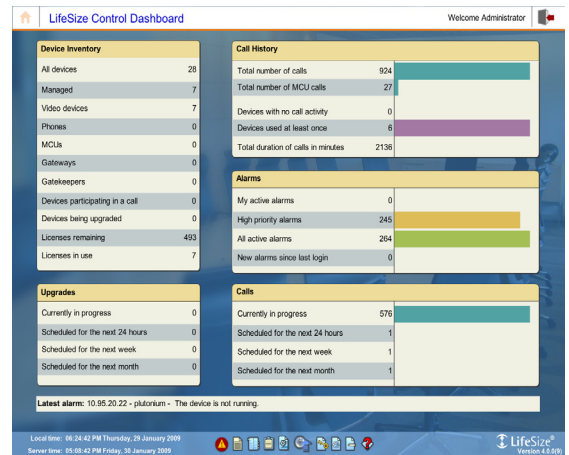 LifeSize Control Dashboard
Welcome Administrator
Device Inventory
All devices 28
Managed 7
Video devices 7
Phones 0
MCUs 0
Gateways 0
Gatekeepers 0
Devices participating in a call 0
Devices being upgraded 0
Licenses remaining 493
Licenses in use 7
Call History
Total number of calls 924
Total number of MCU calls 27
Devices with no call activity 0
Devices used at least once 6
Total duration of calls in minutes 2136
Alarms
My active alarms 0
High priority alarms 245
All active alarms 264
New alarms since last login 0
Upgrades
Currently in progress 0
Scheduled for the next 24 hours 0
Scheduled for the next week 0
Scheduled for the next month 0
Calls
Currently in progress 576
Scheduled for the next 24 hours 1
Scheduled for the next week 1
Scheduled for the next month 1
Latest alarm: 10.95.20.22 - plutonium - The device is not running.
Local time: 06:24:42 PM Thursday, 29 January 2009
Server time: 05:08:42 PM Friday, 30 January 2009
LifeSize®
Version 4.0.0(9)